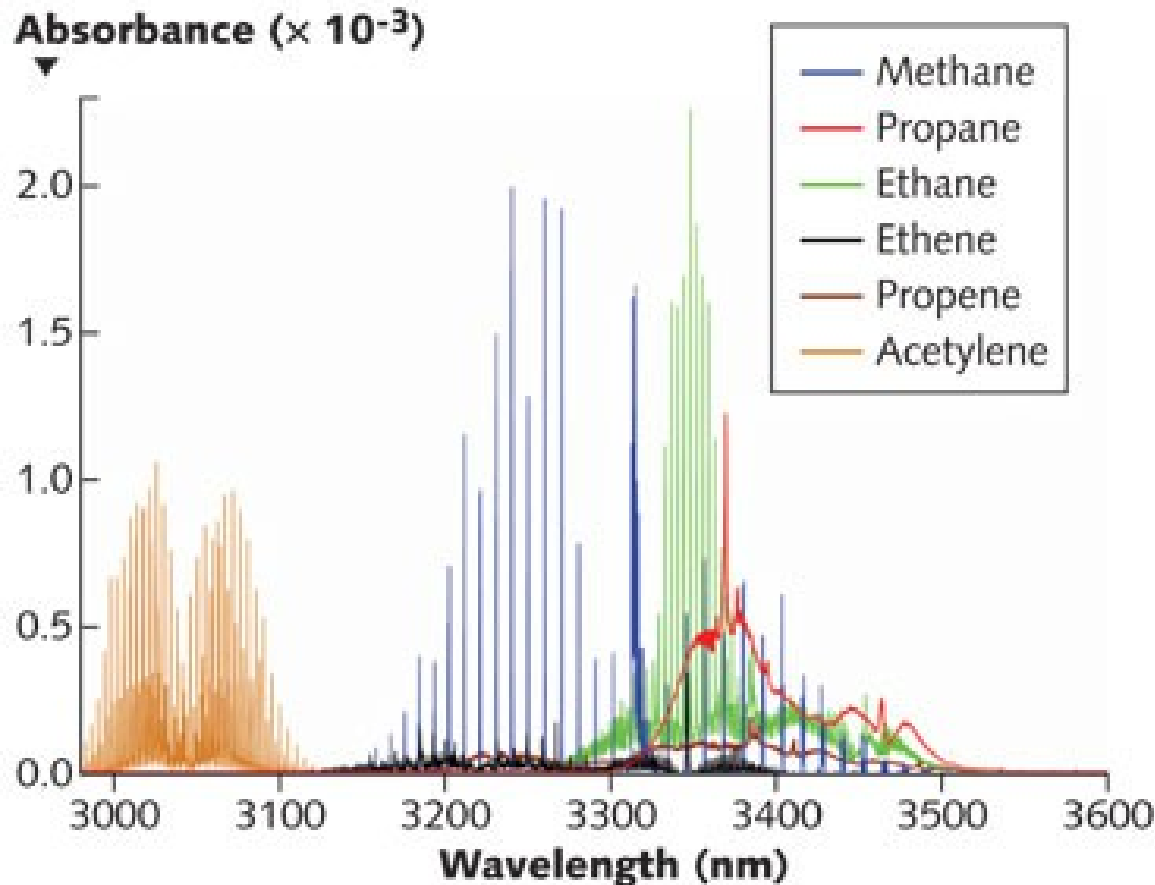 Absorbance (× 10-3)
Methane
Propane
Ethane
Ethene
Propene
Acetylene
2.0
1.5
1.0
0.5
0.0
3000 3100 3200 3300 3400 3500 3600
Wavelength (nm)